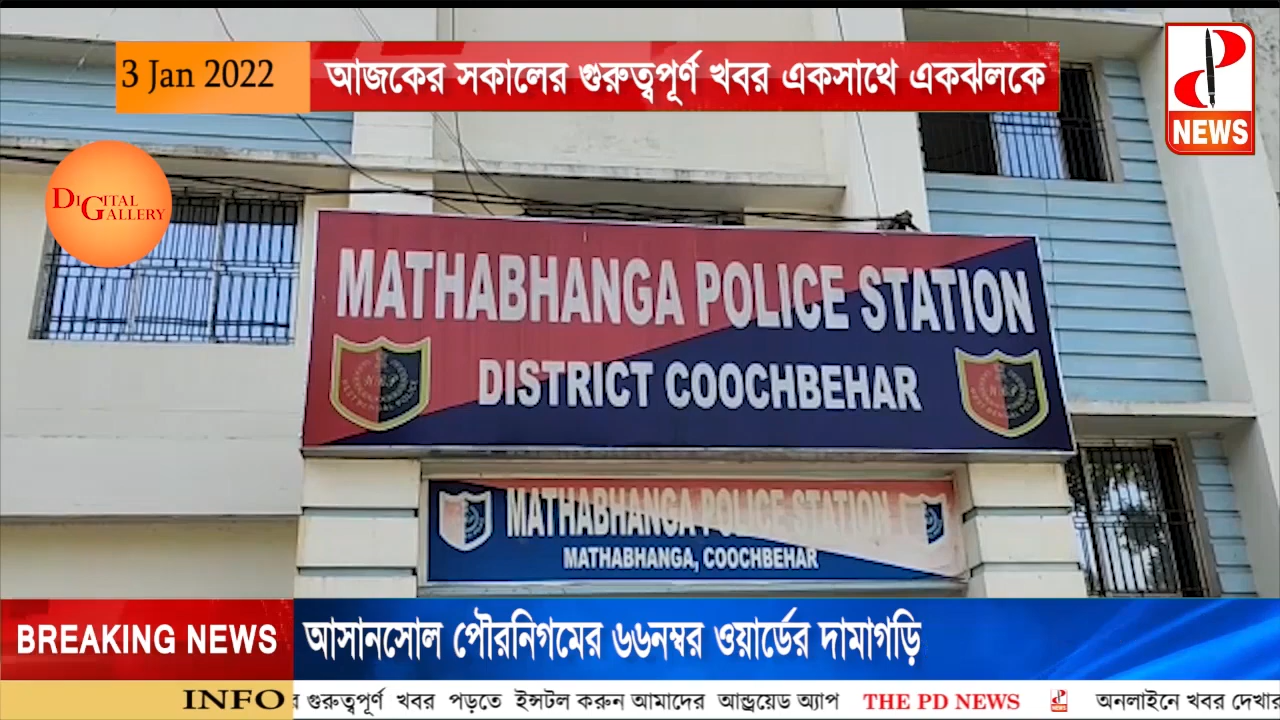 3 Jan 2022
আজকের সকালের গুরুত্বপূর্ণ খবর একসাথে একঝলকে
NEWS
DIGITAL
GALLERY
MATHABHANGA POLICE STATION
DISTRICT COOCHBEHAR
MATHABHANGA POLICE STATION
MATHABHANGA, COOCHBEHAR
BREAKING NEWS
আসানসোল পৌরনিগমের ৬৬নম্বর ওয়ার্ডের দামাগড়ি
INFO
গুরুত্বপূর্ণ খবর পড়তে ইন্সটল করুন আমাদের আন্ড্রয়েড অ্যাপ THE PD NEWS NEWS অনলাইনে খবর দেখার